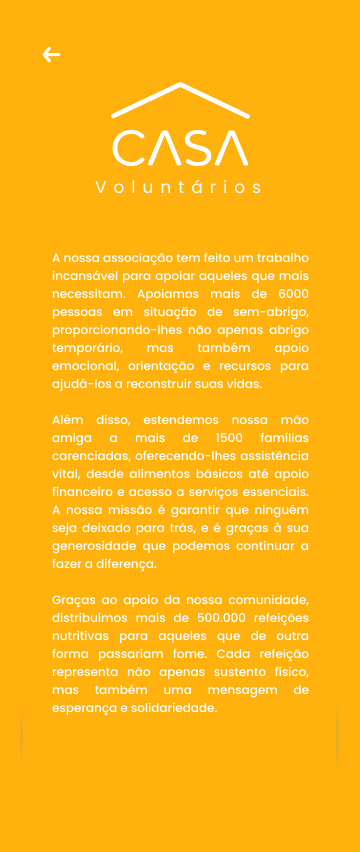 CASA
Voluntários
A nossa associação tem feito um trabalho
incansável para apoiar aqueles que mais
necessitam. Apoiamos mais de 6000
pessoas em situação de sem-abrigo,
proporcionando-lhes não apenas abrigo
temporário, mas também apoio
emocional, orientação e recursos para
ajudá-los a reconstruir suas vidas.
Além disso, estendemos nossa mão
amiga a mais de 1500 famílias
carenciadas, oferecendo-lhes assistência
vital, desde alimentos básicos até apoio
financeiro e acesso a serviços essenciais.
A nossa missão é garantir que ninguém
seja deixado para trás, e é graças à sua
generosidade que podemos continuar a
fazer a diferença.
Graças ao apoio da nossa comunidade,
distribuímos mais de 500.000 refeições
nutritivas para aqueles que de outra
forma passariam fome. Cada refeição
representa não apenas sustento físico,
mas também uma mensagem de
esperança e solidariedade.